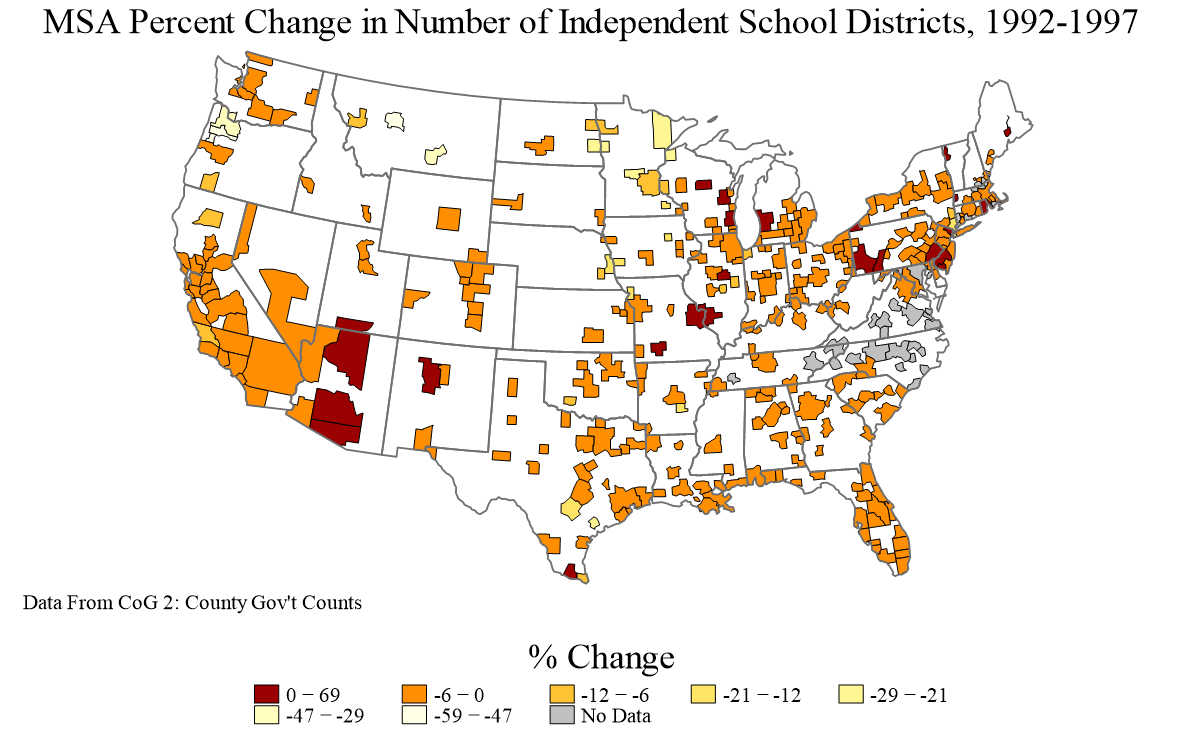 MSA Percent Change in Number of Independent School Districts, 1992-1997
Data From CoG 2: County Gov't Counts
% Change
0 − 69
-6 − 0
-12 − -6
-21 − -12
-29 − -21
-47 − -29
-59 − -47
No Data